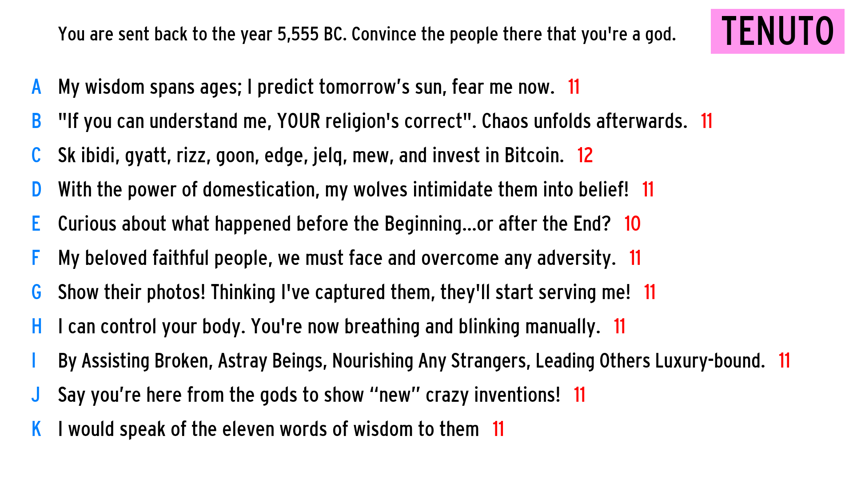 You are sent back to the year 5,555 BC. Convince the people there that you're a god.
TENUTO
A My wisdom spans ages; I predict tomorrow’s sun, fear me now. 11
B "If you can understand me, YOUR religion's correct". Chaos unfolds afterwards. 11
C Sk ibidi, gyatt, rizz, goon, edge, jelq, mew, and invest in Bitcoin. 12
D With the power of domestication, my wolves intimidate them into belief! 11
E Curious about what happened before the Beginning...or after the End? 10
F My beloved faithful people, we must face and overcome any adversity. 11
G Show their photos! Thinking I've captured them, they'll start serving me! 11
H I can control your body. You're now breathing and blinking manually. 11
I By Assisting Broken, Astray Beings, Nourishing Any Strangers, Leading Others Luxury-bound. 11
J Say you’re here from the gods to show “new” crazy inventions! 11
K I would speak of the eleven words of wisdom to them 11